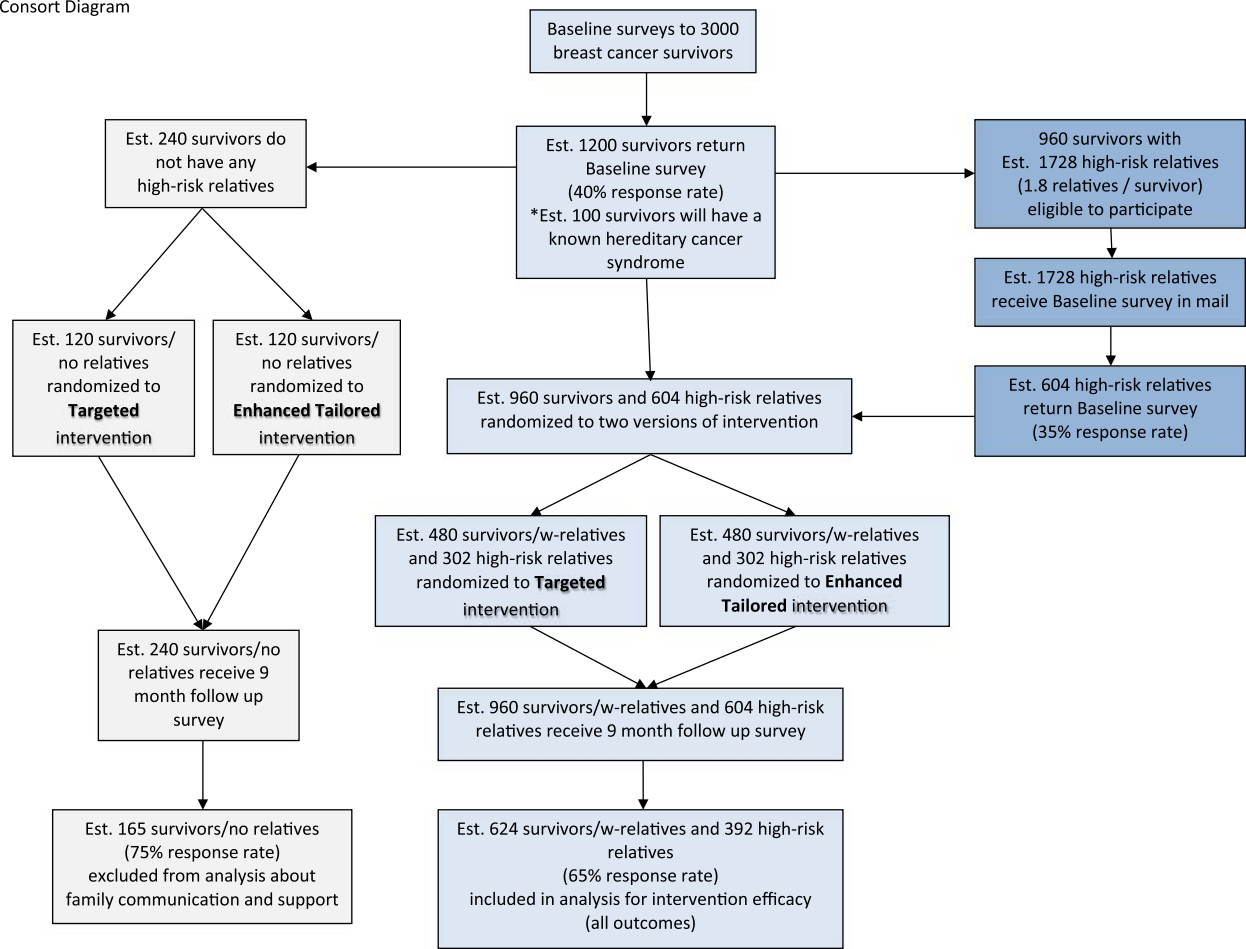 Consort Diagram
Baseline surveys to 3000
breast cancer survivors
Est. 240 survivors do
not have any
high-risk relatives
Est. 1200 survivors return
Baseline survey
(40% response rate)
*Est. 100 survivors will have a
known hereditary cancer
syndrome
960 survivors with
Est.  1728 high-risk relatives
(1.8 relatives / survivor)
eligible to participate
Est. 1728 high-risk relatives
receive Baseline survey in mail
Est. 120 survivors/
no relatives
randomized to
Targeted
intervention
Est. 120 survivors/
no relatives
randomized to
Enhanced Tailored
intervention
Est. 960 survivors and 604 high-risk relatives
randomized to two versions of intervention
Est. 604 high-risk relatives
return Baseline survey
(35% response rate)
Est. 480 survivors/w-relatives
and 302 high-risk relatives
randomized to Targeted
intervention
Est. 480 survivors/w-relatives
and 302 high-risk relatives
randomized to Enhanced
Tailored intervention
Est. 240 survivors/no
relatives receive 9
month follow up
survey
Est. 960 survivors/w-relatives and 604 high-risk
relatives receive 9 month follow up survey
Est. 165 survivors/no relatives
(75% response rate)
excluded from analysis about
family communication and support
Est. 624 survivors/w-relatives and 392 high-risk
relatives
(65% response rate)
included in analysis for intervention efficacy
(all outcomes)